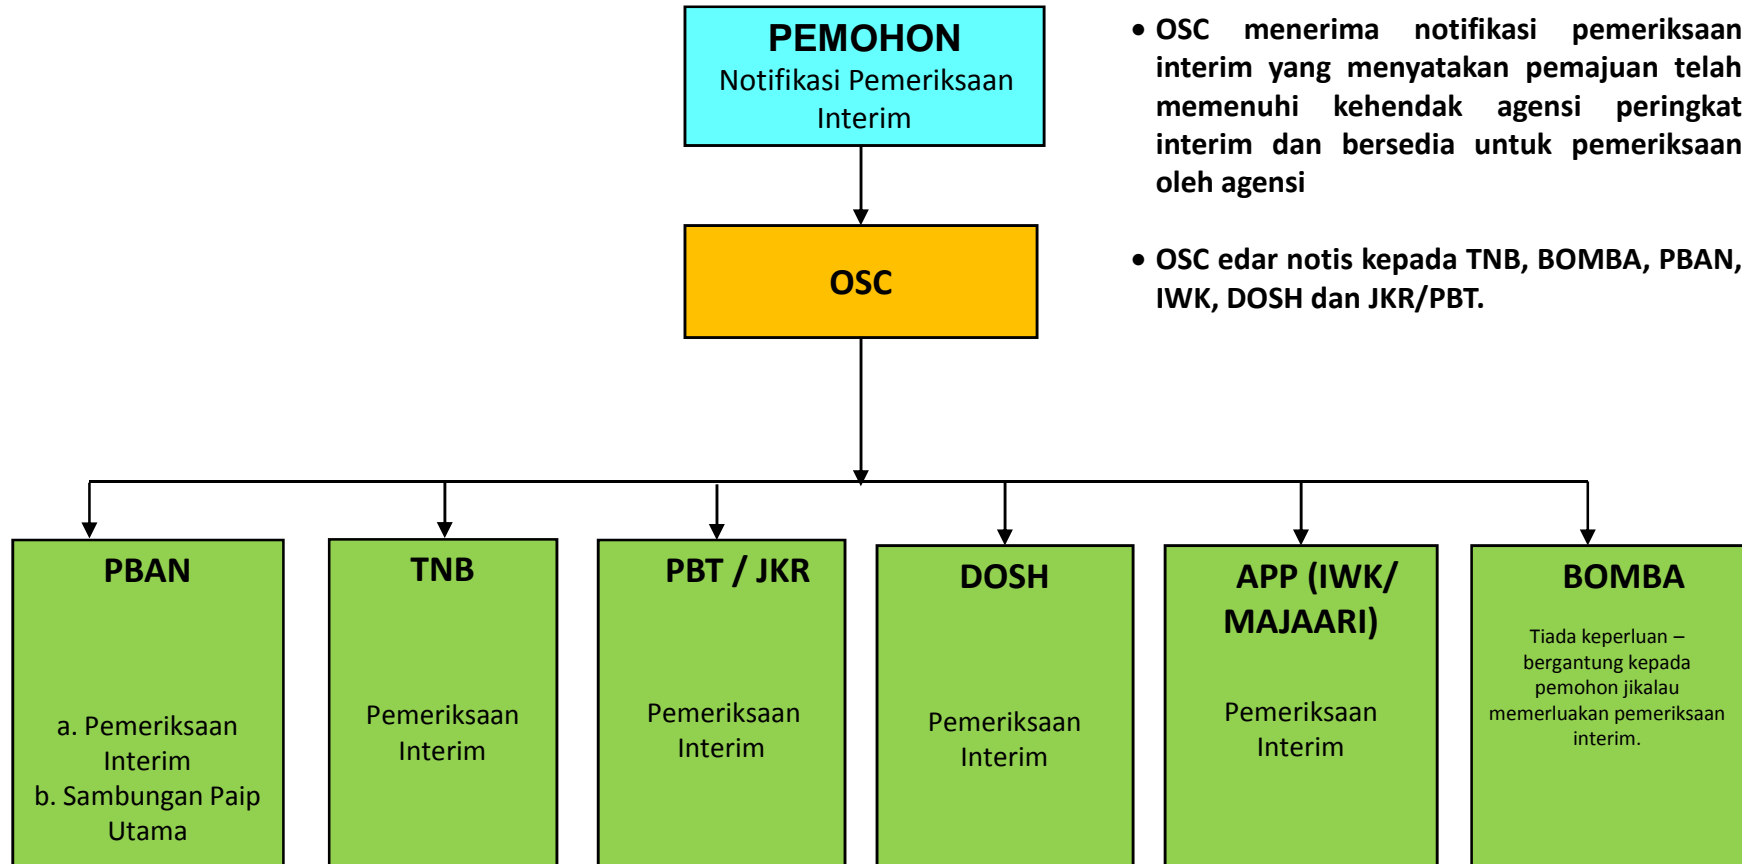 PEMOHON
Notifikasi Pemeriksaan
Interim
• OSC menerima notifikasi pemeriksaan
interim yang menyatakan pemajuan telah
memenuhi kehendak agensi peringkat
interim dan bersedia untuk pemeriksaan
oleh agensi
• OSC edar notis kepada TNB, BOMBA, PBAN,
IWK, DOSH dan JKR/PBT.
OSC
PBAN
a. Pemeriksaan
Interim
b. Sambungan Paip
Utama
TNB
Pemeriksaan
Interim
PBT / JKR
Pemeriksaan
Interim
DOSH
Pemeriksaan
Interim
APP (IWK/
MAJAARI)
Pemeriksaan
Interim
BOMBA
Tiada keperluan –
bergantung kepada
pemohon jikalau
memerluakan pemeriksaan
interim.